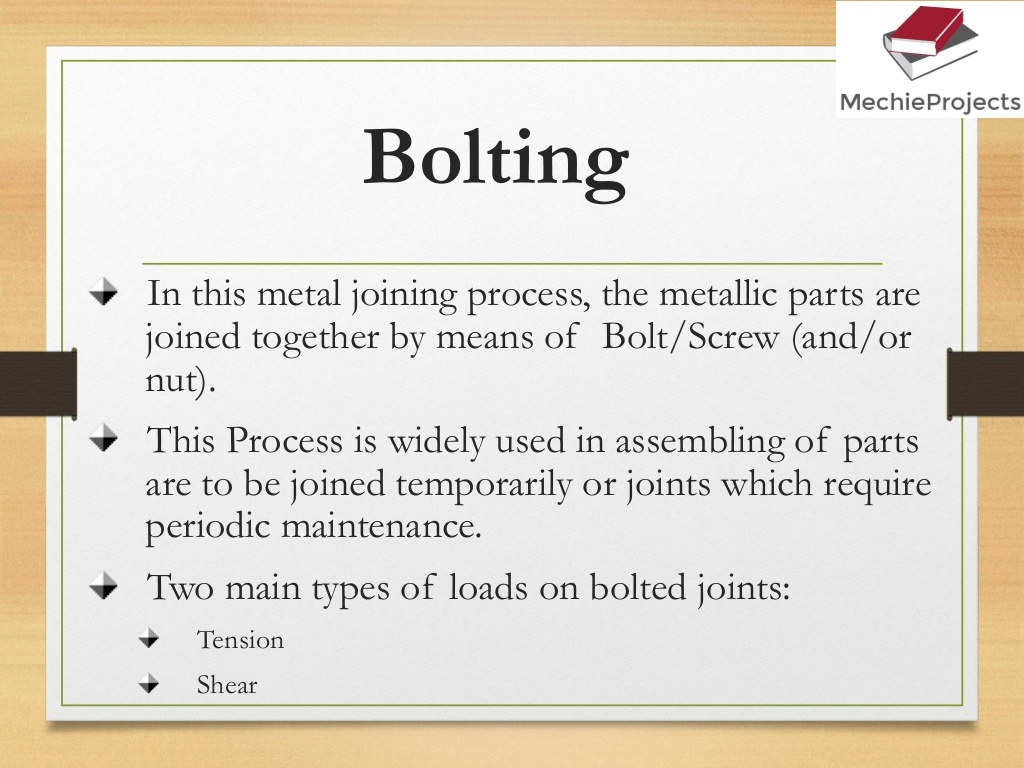 MechieProjects
Bolting
In this metal joining process, the metallic parts are
joined together by means of Bolt/Screw (and/or
nut).
This Process is widely used in assembling of parts
are to be joined temporarily or joints which require
periodic maintenance.
Two main types of loads on bolted joints:
Tension
Shear